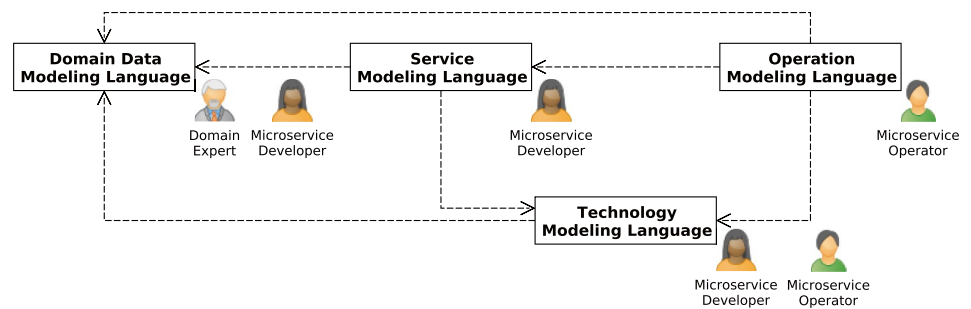 Domain Data
Modeling Language
Service
Modeling Language
Operation
Modeling Language
Domain
Expert
Microservice
Developer
Microservice
Developer
Microservice
Operator
Technology
Modeling Language
Microservice
Developer
Microservice
Operator